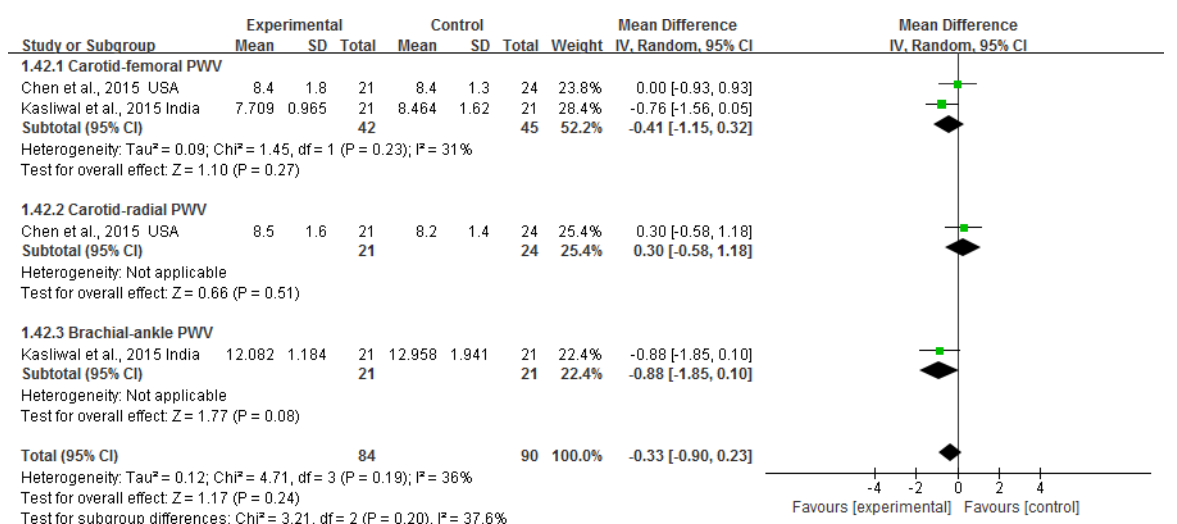 Experimental Control Mean Difference Mean Difference
Study or Subgroup Mean SD Total Mean SD Total Weight IV, Random, 95% CI IV, Random, 95% CI
1.42.1 Carotid-femoral PWV
Chen et al., 2015 USA 8.4 1.8 21 8.4 1.3 24 23.8% 0.00 [-0.93, 0.93]
Kasliwal et al., 2015 India 7.709 0.965 21 8.464 1.62 21 28.4% -0.76 [-1.56, 0.05]
Subtotal (95% CI) 42 45 52.2% -0.41 [-1.15, 0.32]
Heterogeneity: Tau² = 0.09; Chi² = 1.45, df = 1 (P = 0.23); I² = 31%
Test for overall effect: Z = 1.10 (P = 0.27)
1.42.2 Carotid-radial PWV
Chen et al., 2015 USA 8.5 1.6 21 8.2 1.4 24 25.4% 0.30 [-0.58, 1.18]
Subtotal (95% CI) 21 24 25.4% 0.30 [-0.58, 1.18]
Heterogeneity: Not applicable
Test for overall effect: Z = 0.66 (P = 0.51)
1.42.3 Brachial-ankle PWV
Kasliwal et al., 2015 India 12.082 1.184 21 12.958 1.941 21 22.4% -0.88 [-1.85, 0.10]
Subtotal (95% CI) 21 21 22.4% -0.88 [-1.85, 0.10]
Heterogeneity: Not applicable
Test for overall effect: Z = 1.77 (P = 0.08)
Total (95% CI) 84 90 100.0% -0.33 [-0.90, 0.23]
Heterogeneity: Tau² = 0.12; Chi² = 4.71, df = 3 (P = 0.19); I² = 36%
Test for overall effect: Z = 1.17 (P = 0.24)
Test for subgroup differences: Chi² = 3.21, df = 2 (P = 0.20), I² = 37.6%
-4 -2 0 2 4
Favours [experimental] Favours [control]